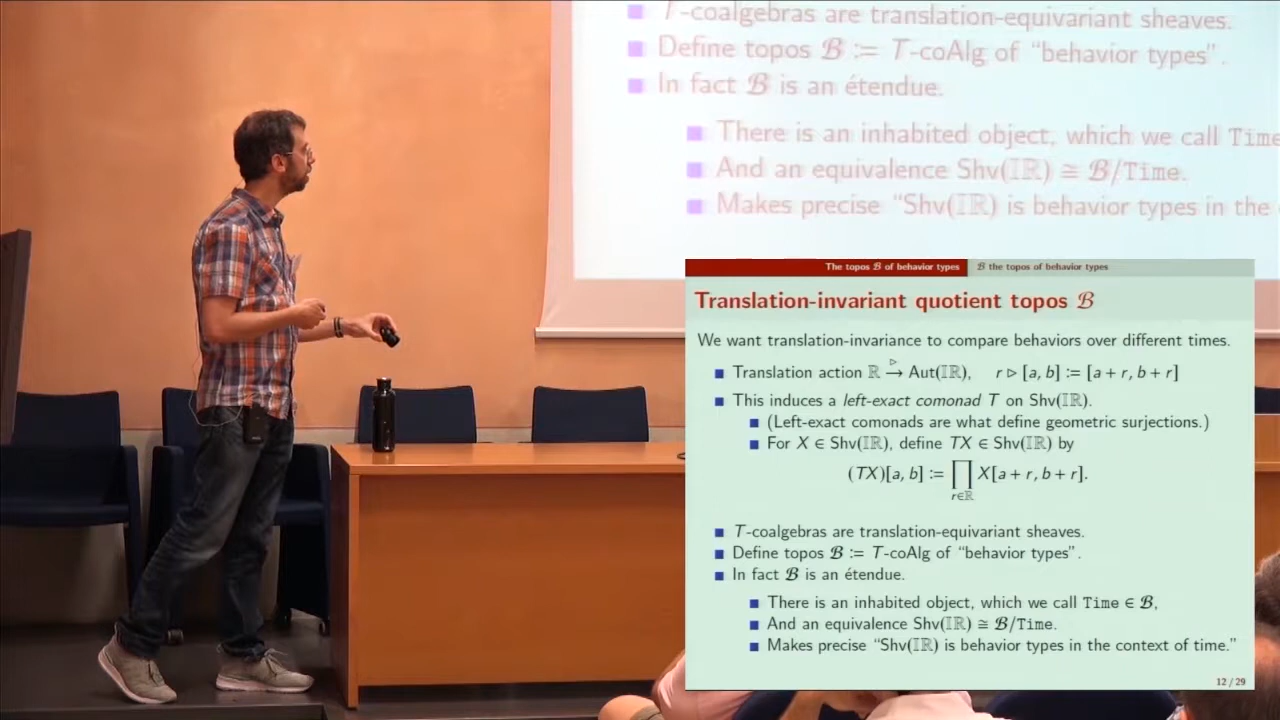 T-coalgebras are translation-equivariant sheaves.
Define topos ℬ := T-coAlg of “behavior types”.
In fact ℬ is an étendue.
There is an inhabited object, which we call Time
And an equivalence Shv(𝕀ℝ) ≅ ℬ/Time.
Makes precise “Shv(𝕀ℝ) is behavior types in the
The topos ℬ of behavior types
ℬ the topos of behavior types
Translation-invariant quotient topos ℬ
We want translation-invariance to compare behaviors over different times.
Translation action ℝ →^▷ Aut(𝕀ℝ), r ▷ [a, b] := [a + r, b + r]
This induces a left-exact comonad T on Shv(𝕀ℝ).
(Left-exact comonads are what define geometric surjections.)
For X ∈ Shv(𝕀ℝ), define TX ∈ Shv(𝕀ℝ) by
(TX)[a, b] := ∏ X[a + r, b + r].
r∈ℝ
T-coalgebras are translation-equivariant sheaves.
Define topos ℬ := T-coAlg of “behavior types”.
In fact ℬ is an étendue.
There is an inhabited object, which we call Time ∈ ℬ,
And an equivalence Shv(𝕀ℝ) ≅ ℬ/Time.
Makes precise “Shv(𝕀ℝ) is behavior types in the context of time.”
12 / 29